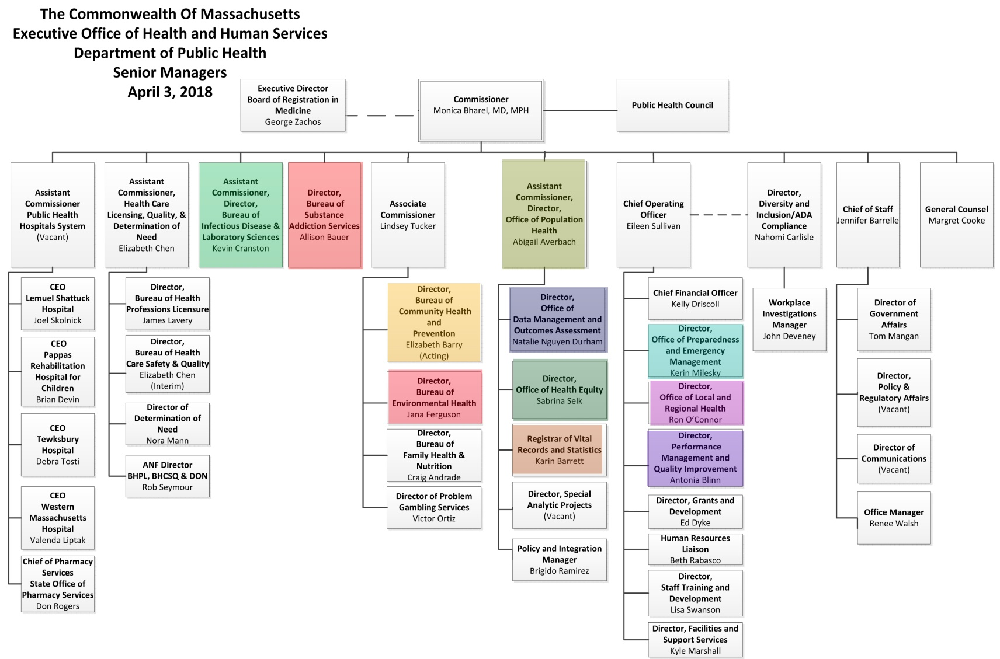 The Commonwealth Of Massachusetts
Executive Office of Health and Human Services
Department of Public Health
Senior Managers
April 3, 2018
Executive Director
Board of Registration in
Medicine
George Zachos
Commissioner
Monica Bharel, MD, MPH
Public Health Council
Assistant
Commissioner
Public Health
Hospitals System
(Vacant)
Assistant
Commissioner,
Health Care
Licensing, Quality, &
Determination of
Need
Elizabeth Chen
Assistant
Commissioner,
Director,
Bureau of
Infectious Disease &
Laboratory Sciences
Kevin Cranston
Director,
Bureau of
Substance
Addiction Services
Allison Bauer
Associate
Commissioner
Lindsey Tucker
Assistant
Commissioner,
Director,
Office of Population
Health
Abigail Averbach
Chief Operating
Officer
Eileen Sullivan
Director,
Diversity and
Inclusion/ADA
Compliance
Nahomi Carlisle
Chief of Staff
Jennifer Barrelle
General Counsel
Margret Cooke
CEO
Lemuel Shattuck
Hospital
Joel Skolnick
CEO
Pappas
Rehabilitation
Hospital for
Children
Brian Devin
CEO
Tewksbury
Hospital
Debra Tosti
CEO
Western
Massachusetts
Hospital
Valenda Liptak
Chief of Pharmacy
Services
State Office of
Pharmacy Services
Don Rogers
Director,
Bureau of Health
Professions Licensure
James Lavery
Director,
Bureau of Health
Care Safety & Quality
Elizabeth Chen
(Interim)
Director of
Determination of
Need
Nora Mann
ANF Director
BHPL, BHCSQ & DON
Rob Seymour
Director,
Bureau of
Community Health
and
Prevention
Elizabeth Barry
(Acting)
Director,
Bureau of
Environmental Health
Jana Ferguson
Director,
Bureau of
Family Health &
Nutrition
Craig Andrade
Director of Problem
Gambling Services
Victor Ortiz
Director,
Office of
Data Management and
Outcomes Assessment
Natalie Nguyen Durham
Director,
Office of Health Equity
Sabrina Selk
Registrar of Vital
Records and Statistics
Karin Barrett
Director, Special
Analytic Projects
(Vacant)
Policy and Integration
Manager
Brigido Ramirez
Chief Financial Officer
Kelly Driscoll
Director,
Office of Preparedness
and Emergency
Management
Kerin Milesky
Director,
Office of Local and
Regional Health
Ron O’Connor
Director,
Performance
Management and
Quality Improvement
Antonia Blinn
Director, Grants and
Development
Ed Dyke
Human Resources
Liaison
Beth Rabasco
Director,
Staff Training and
Development
Lisa Swanson
Director, Facilities and
Support Services
Kyle Marshall
Workplace
Investigations
Manager
John Deveney
Director of
Government
Affairs
Tom Mangan
Director,
Policy &
Regulatory Affairs
(Vacant)
Director of
Communications
(Vacant)
Office Manager
Renee Walsh